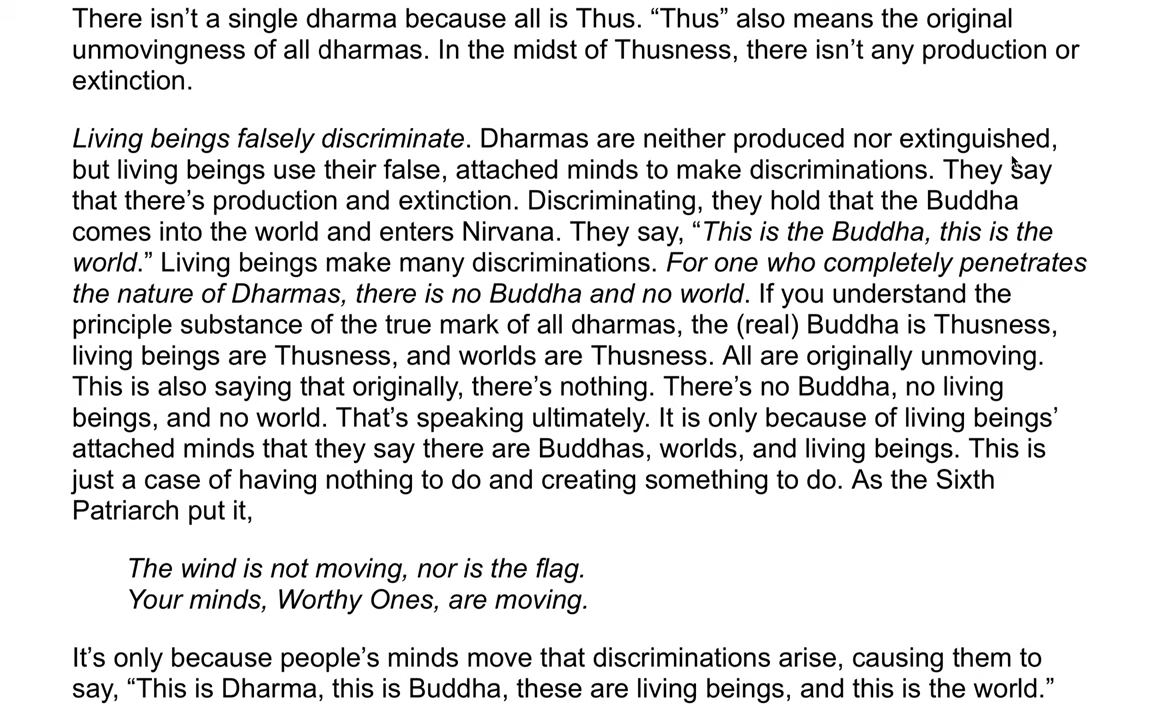 There isn’t a single dharma because all is Thus. “Thus” also means the original
unmovingness of all dharmas. In the midst of Thusness, there isn’t any production or
extinction.
Living beings falsely discriminate. Dharmas are neither produced nor extinguished,
but living beings use their false, attached minds to make discriminations. They say
that there’s production and extinction. Discriminating, they hold that the Buddha
comes into the world and enters Nirvana. They say, “This is the Buddha, this is the
world.” Living beings make many discriminations. For one who completely penetrates
the nature of Dharmas, there is no Buddha and no world. If you understand the
principle substance of the true mark of all dharmas, the (real) Buddha is Thusness,
living beings are Thusness, and worlds are Thusness. All are originally unmoving.
This is also saying that originally, there’s nothing. There’s no Buddha, no living
beings, and no world. That’s speaking ultimately. It is only because of living beings’
attached minds that they say there are Buddhas, worlds, and living beings. This is
just a case of having nothing to do and creating something to do. As the Sixth
Patriarch put it,
The wind is not moving, nor is the flag.
Your minds, Worthy Ones, are moving.
It’s only because people’s minds move that discriminations arise, causing them to
say, “This is Dharma, this is Buddha, these are living beings, and this is the world.”